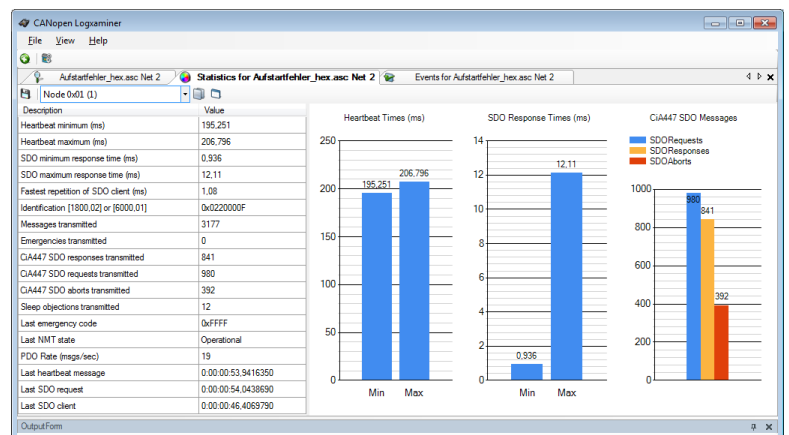 CANopen Logxaminer
File View Help
Aufstartfehler_hex.asc Net 2 Statistics for Aufstartfehler_hex.asc Net 2 Events for Aufstartfehler_hex.asc Net 2
Node 0x01 (1)
Description Value
Heartbeat minimum (ms) 195,251
Heartbeat maximum (ms) 206,796
SDO minimum response time (ms) 0,936
SDO maximum response time (ms) 12,11
Fastest repetition of SDO client (ms) 1,08
Identification [1800,02] or [6000,01] 0x0220000F
Messages transmitted 3177
Emergencies transmitted 0
CiA447 SDO responses transmitted 841
CiA447 SDO requests transmitted 980
CiA447 SDO aborts transmitted 392
Sleep objections transmitted 12
Last emergency code 0xFFFF
Last NMT state Operational
PDO Rate (msgs/sec) 19
Last heartbeat message 0:00:00:53,9416350
Last SDO request 0:00:00:54,0438690
Last SDO client 0:00:00:46,4069790
Heartbeat Times (ms)
250
200
150
100
50
0
195,251
206,796
Min Max
SDO Response Times (ms)
14
12
10
8
6
4
2
0
0,936
12,11
Min Max
CiA447 SDO Messages
SDORequests
SDOResponses
SDOAborts
1000
800
600
400
200
0
980
841
392
OutputForm